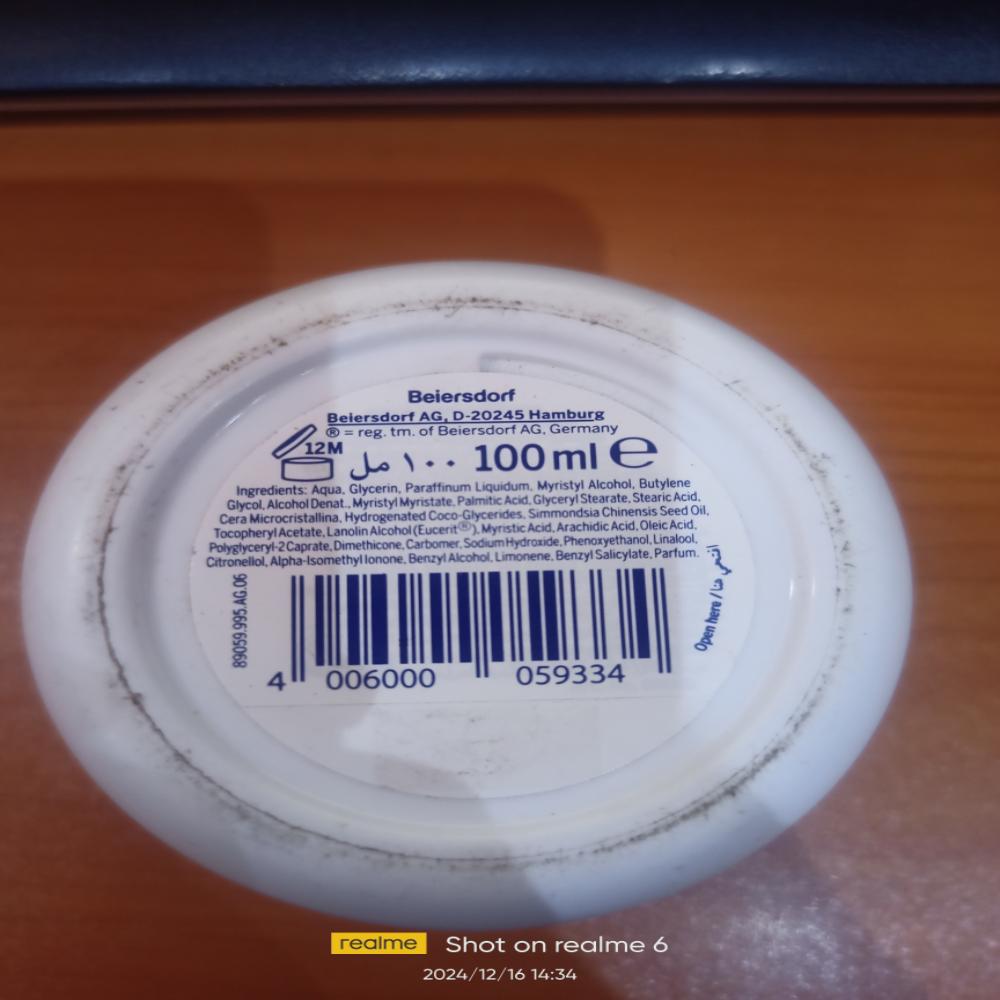 Beiersdorf
Beiersdorf AG, D-20245 Hamburg
® = reg. tm. of Beiersdorf AG, Germany
12M ١٠٠ مل 100 ml e
Ingredients: Aqua, Glycerin, Paraffinum Liquidum, Myristyl Alcohol, Butylene
Glycol, Alcohol Denat., Myristyl Myristate, Palmitic Acid, Glyceryl Stearate, Stearic Acid,
Cera Microcristallina, Hydrogenated Coco-Glycerides, Simmondsia Chinensis Seed Oil,
Tocopheryl Acetate, Lanolin Alcohol (Eucerit®), Myristic Acid, Arachidic Acid, Oleic Acid,
Polyglyceryl-2 Caprate, Dimethicone, Carbomer, Sodium Hydroxide, Phenoxyethanol, Linalool,
Citronellol, Alpha-Isomethyl Ionone, Benzyl Alcohol, Limonene, Benzyl Salicylate, Parfum.
89059.995.AG.06
Open here / افتحي هنا
4 006000 059334
realme Shot on realme 6
2024/12/16 14:34